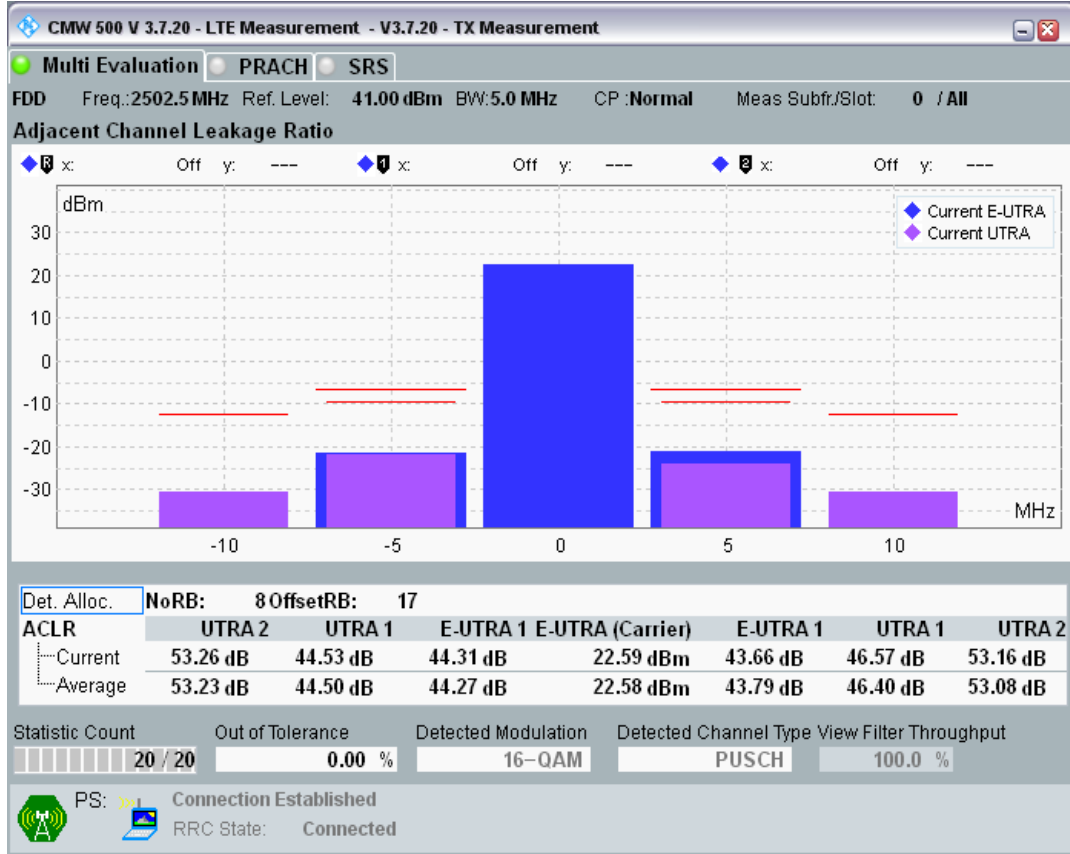 CMW 500 V 3.7.20 - LTE Measurement - V3.7.20 - TX Measurement
Multi Evaluation PRACH SRS
FDD Freq.:2502.5 MHz Ref. Level: 41.00 dBm BW:5.0 MHz CP :Normal Meas Subfr./Slot: 0 / All
Adjacent Channel Leakage Ratio
R x: Off y: --- 1 x: Off y: --- 2 x: Off y: ---
dBm
Current E-UTRA
Current UTRA
30
20
10
0
-10
-20
-30
MHz
-10 -5 0 5 10
Det. Alloc. NoRB: 8 OffsetRB: 17
ACLR UTRA 2 UTRA 1 E-UTRA 1 E-UTRA (Carrier) E-UTRA 1 UTRA 1 UTRA 2
Current 53.26 dB 44.53 dB 44.31 dB 22.59 dBm 43.66 dB 46.57 dB 53.16 dB
Average 53.23 dB 44.50 dB 44.27 dB 22.58 dBm 43.79 dB 46.40 dB 53.08 dB
Statistic Count Out of Tolerance Detected Modulation Detected Channel Type View Filter Throughput
20 / 20 0.00 % 16-QAM PUSCH 100.0 %
PS: Connection Established
RRC State: Connected